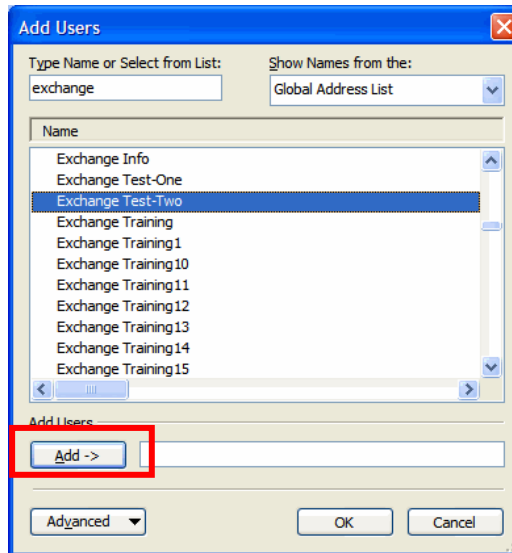 Add Users
Type Name or Select from List:
Show Names from the:
exchange
Global Address List
Name
Exchange Info
Exchange Test-One
Exchange Test-Two
Exchange Training
Exchange Training1
Exchange Training10
Exchange Training11
Exchange Training12
Exchange Training13
Exchange Training14
Exchange Training15
Add Users
Add ->
Advanced
OK
Cancel